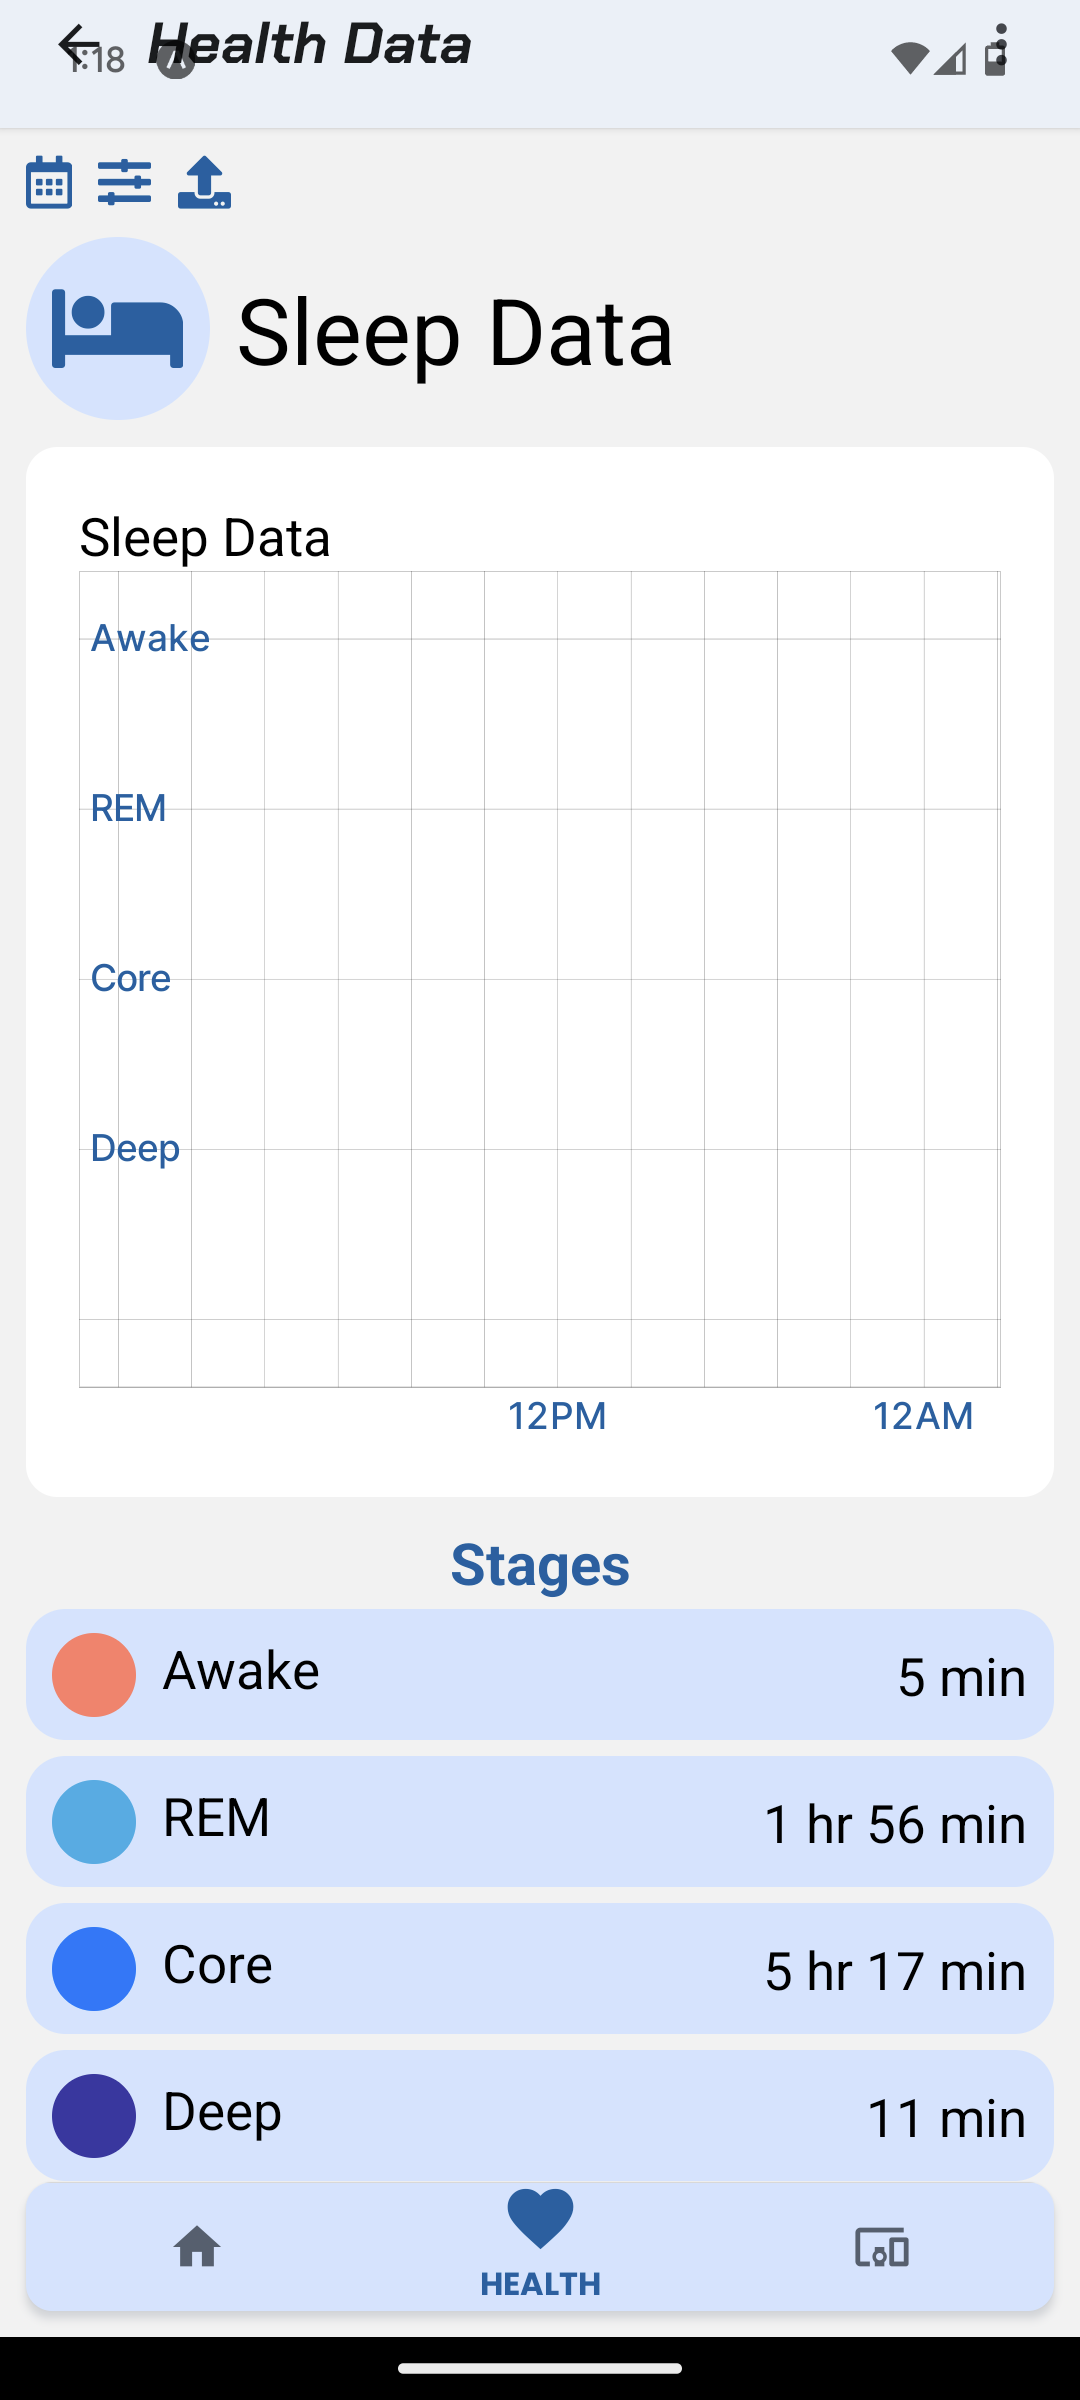 1:18
Health Data
Sleep Data
Sleep Data
Awake
REM
Core
Deep
12PM 12AM
Stages
Awake 5 min
REM 1 hr 56 min
Core 5 hr 17 min
Deep 11 min
HEALTH